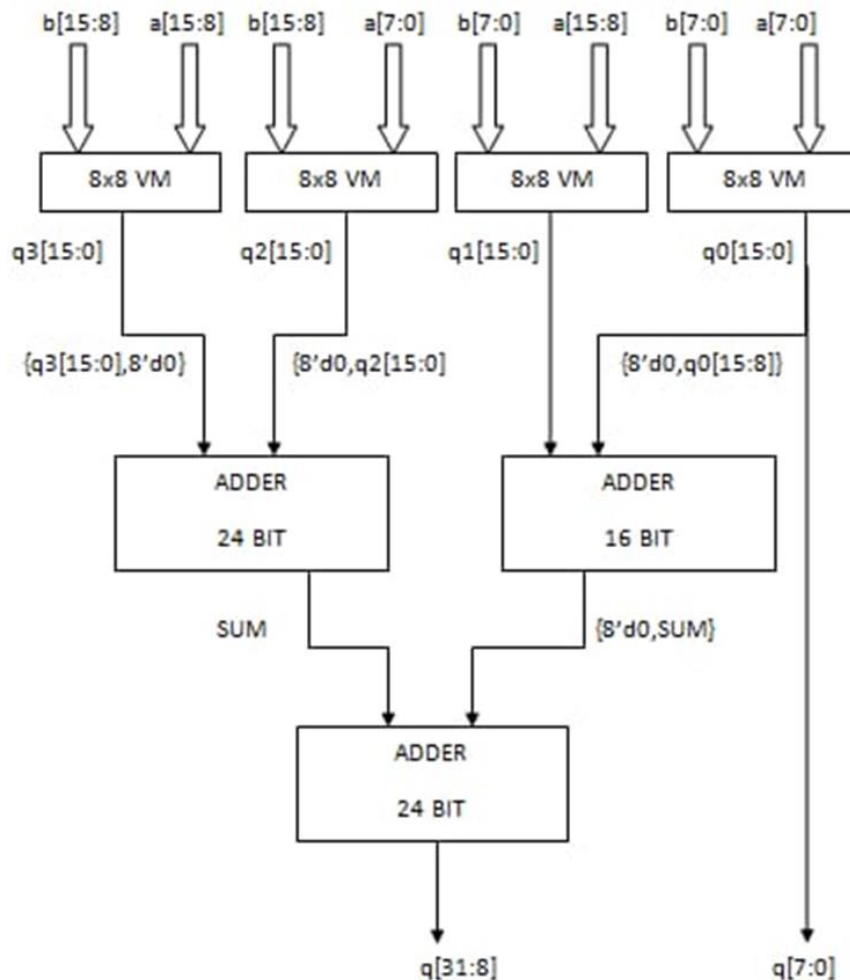 b[15:8] a[15:8] b[15:8] a[7:0] b[7:0] a[15:8] b[7:0] a[7:0]
8x8 VM 8x8 VM 8x8 VM 8x8 VM
q3[15:0] q2[15:0] q1[15:0] q0[15:0]
{q3[15:0],8'd0} {8'd0,q2[15:0] {8'd0,q0[15:8]}
ADDER ADDER
24 BIT 16 BIT
SUM {8'd0,SUM}
ADDER
24 BIT
q[31:8] q[7:0]